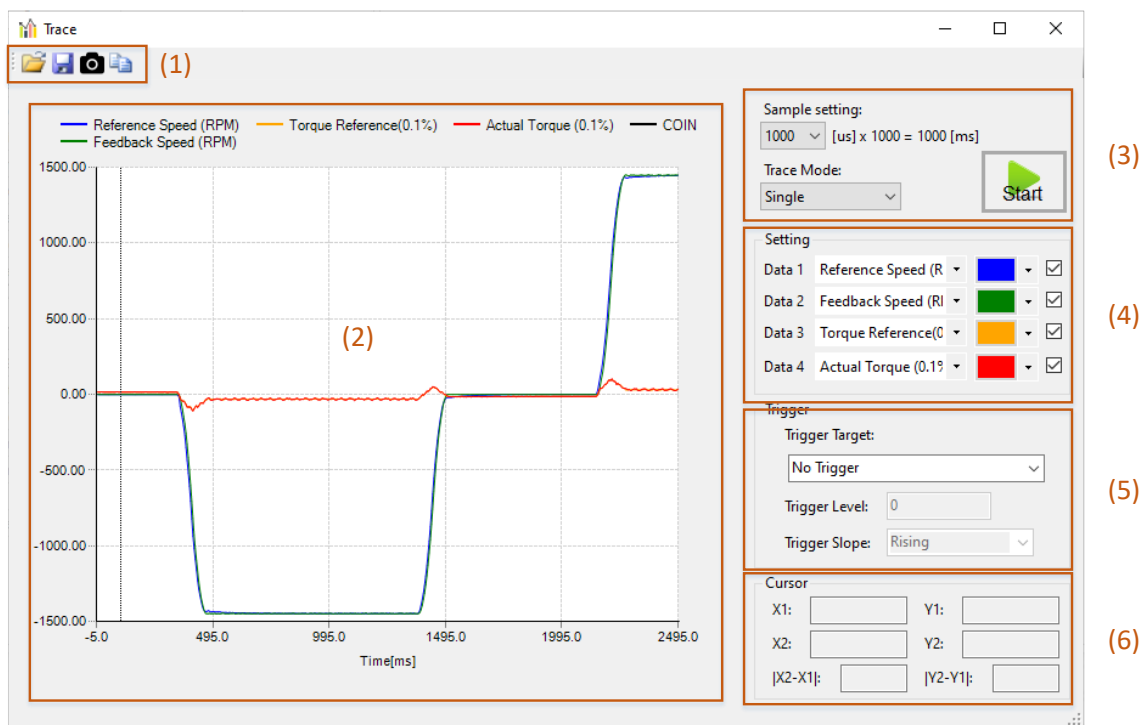 Trace
(1)
Reference Speed (RPM) Torque Reference(0.1%) Actual Torque (0.1%) COIN
Feedback Speed (RPM)
1500.00
1000.00
500.00
0.00
-500.00
-1000.00
-1500.00
-5.0 495.0 995.0 1495.0 1995.0 2495.0
Time[ms]
(2)
Sample setting:
1000 [us] x 1000 = 1000 [ms]
Trace Mode:
Single
Start
(3)
Setting
Data 1 Reference Speed (R
Data 2 Feedback Speed (RI
Data 3 Torque Reference(0
Data 4 Actual Torque (0.1%
(4)
Trigger
Trigger Target:
No Trigger
Trigger Level: 0
Trigger Slope: Rising
(5)
Cursor
X1: Y1:
X2: Y2:
|X2-X1|: |Y2-Y1|:
(6)